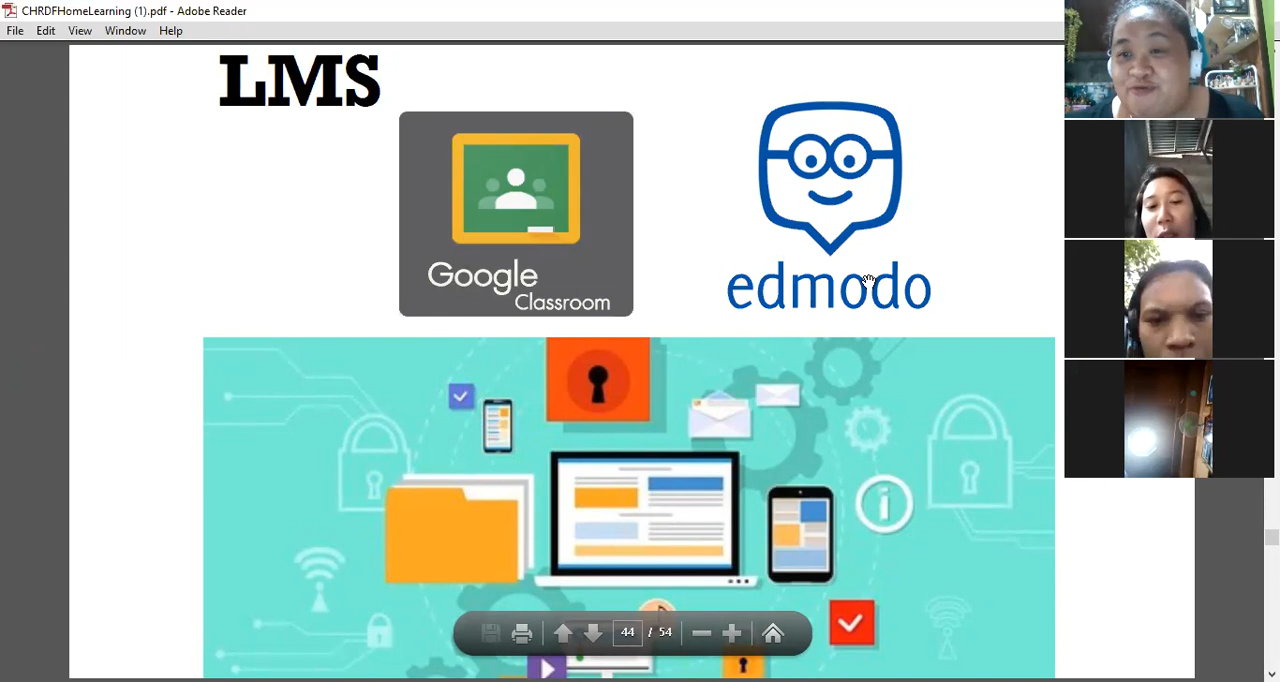 CHRDFHomeLearning (1).pdf - Adobe Reader
File Edit View Window Help
LMS
Google
Classroom
edmodo
i
44 / 54